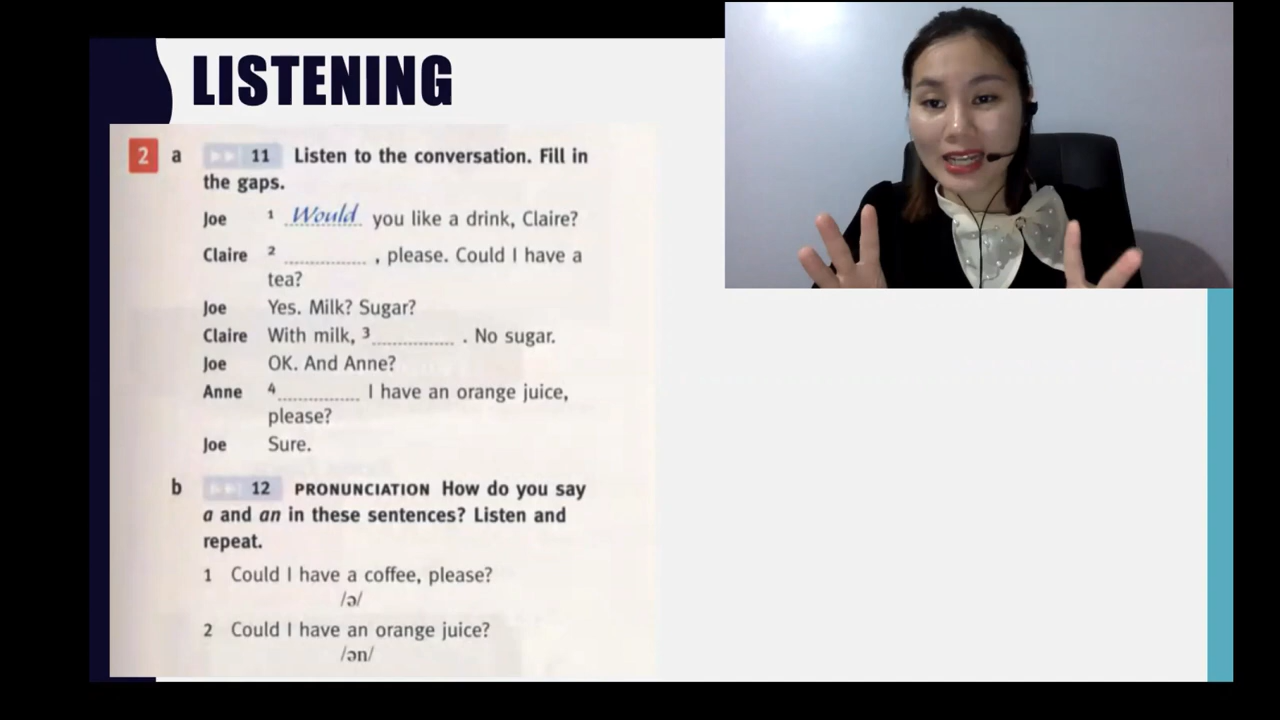 LISTENING
2 a 11 Listen to the conversation. Fill in
the gaps.
Joe 1 Would you like a drink, Claire?
Claire 2 .............. , please. Could I have a
tea?
Joe Yes. Milk? Sugar?
Claire With milk, 3 .............. . No sugar.
Joe OK. And Anne?
Anne 4 .............. I have an orange juice,
please?
Joe Sure.
b 12 PRONUNCIATION How do you say
a and an in these sentences? Listen and
repeat.
1 Could I have a coffee, please?
/ə/
2 Could I have an orange juice?
/ən/